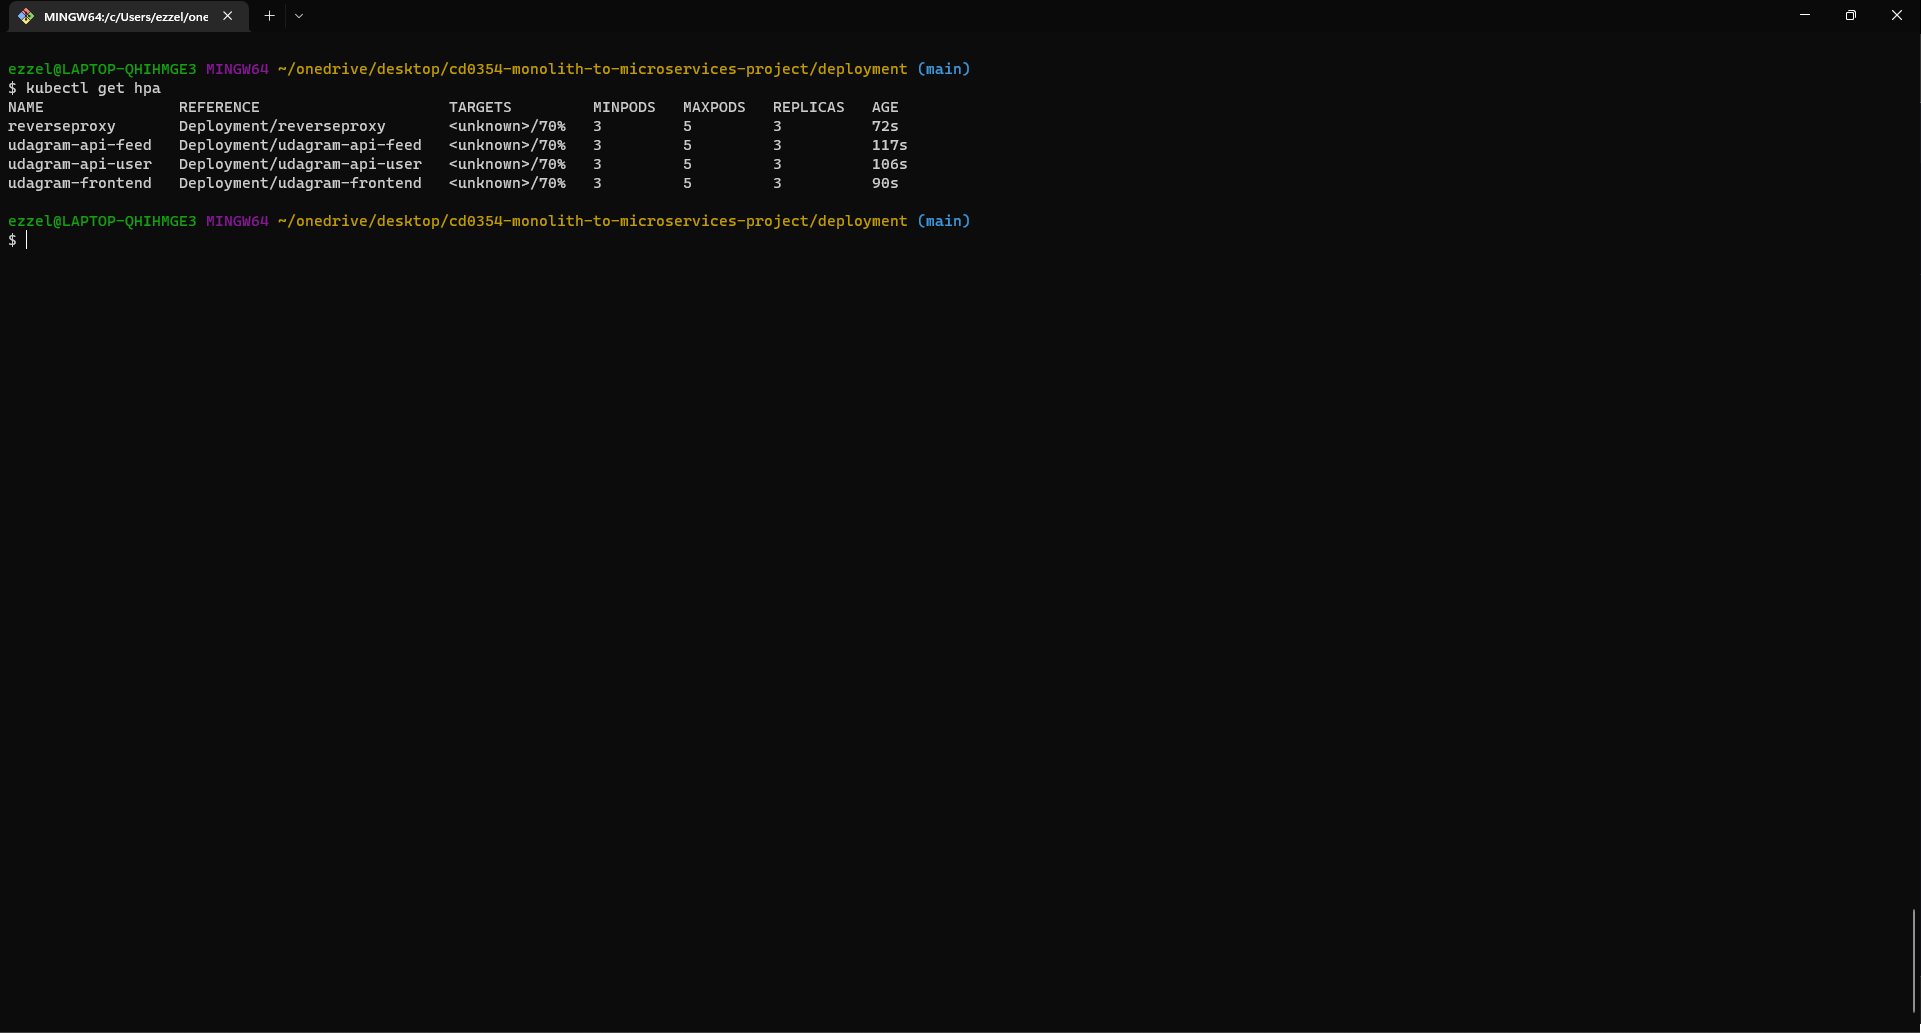 MINGW64:/c/Users/ezzel/one
ezzel@LAPTOP-QHIHMGE3 MINGW64 ~/onedrive/desktop/cd0354-monolith-to-microservices-project/deployment (main)
$ kubectl get hpa
NAME REFERENCE TARGETS MINPODS MAXPODS REPLICAS AGE
reverseproxy Deployment/reverseproxy <unknown>/70% 3 5 3 72s
udagram-api-feed Deployment/udagram-api-feed <unknown>/70% 3 5 3 117s
udagram-api-user Deployment/udagram-api-user <unknown>/70% 3 5 3 106s
udagram-frontend Deployment/udagram-frontend <unknown>/70% 3 5 3 90s
ezzel@LAPTOP-QHIHMGE3 MINGW64 ~/onedrive/desktop/cd0354-monolith-to-microservices-project/deployment (main)
$